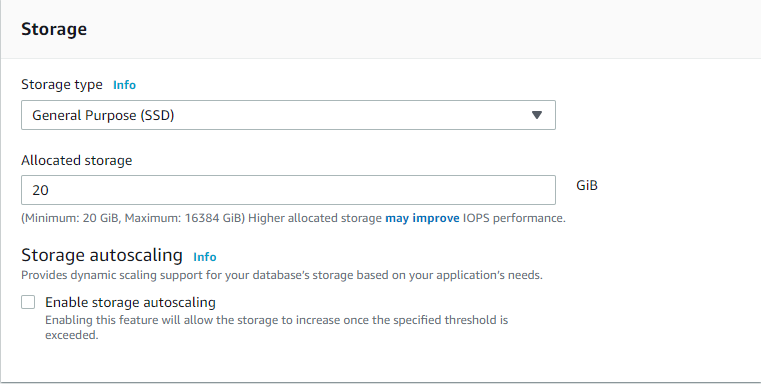 Storage
Storage type Info
General Purpose (SSD)
Allocated storage
20 GiB
(Minimum: 20 GiB, Maximum: 16384 GiB) Higher allocated storage may improve IOPS performance.
Storage autoscaling Info
Provides dynamic scaling support for your database's storage based on your application's needs.
Enable storage autoscaling
Enabling this feature will allow the storage to increase once the specified threshold is
exceeded.